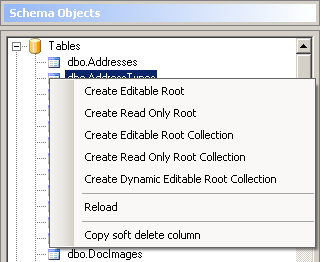 Schema Objects
Tables
dbo.Addresses
dbo.AddressTypes
Create Editable Root
Create Read Only Root
Create Editable Root Collection
Create Read Only Root Collection
Create Dynamic Editable Root Collection
Reload
Copy soft delete column
dbo.DocImages